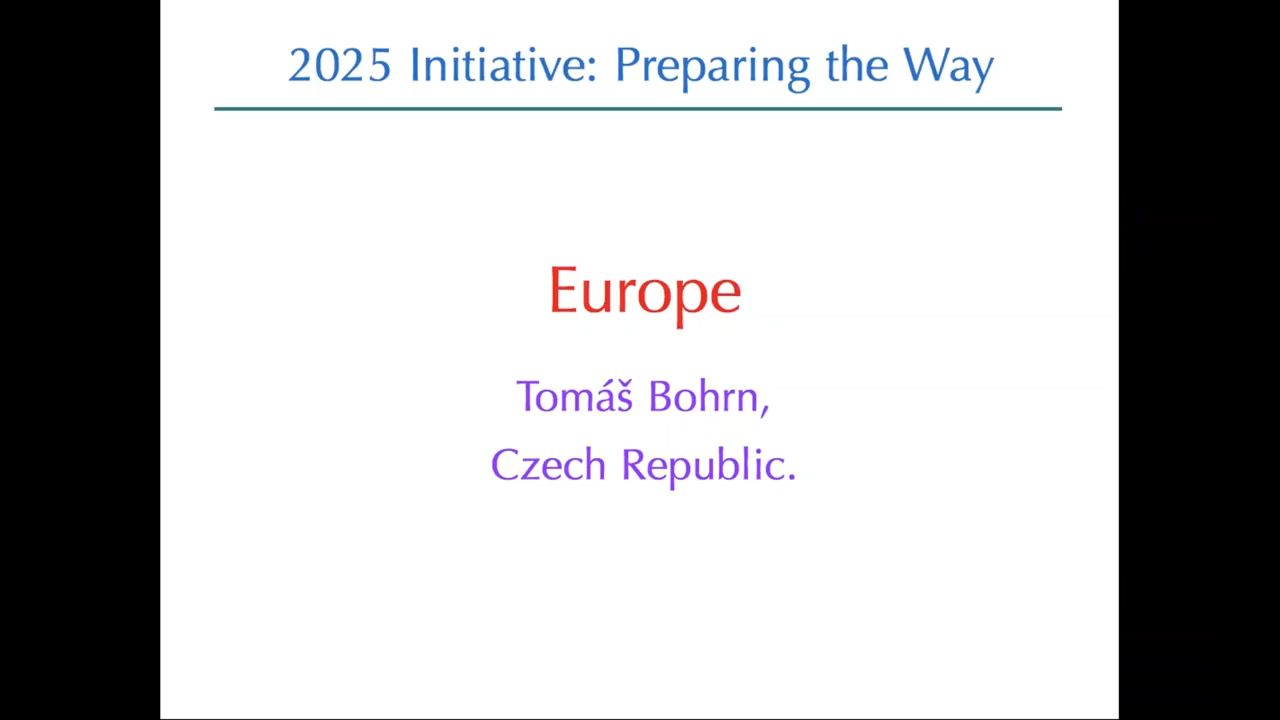 2025 Initiative: Preparing the Way
Europe
Tomáš Bohrn,
Czech Republic.